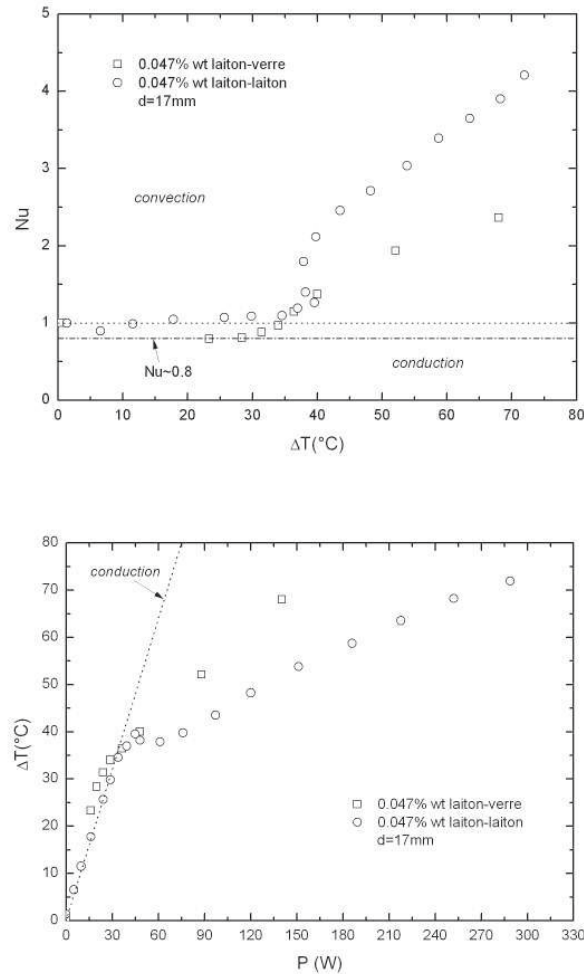 5
□ 0.047% wt laiton-verre
○ 0.047% wt laiton-laiton
d=17mm
4
3
convection
Nu
2
1
Nu~0.8
conduction
0
0 10 20 30 40 50 60 70 80
ΔT(°C)
80
conduction
70
60
50
ΔT(°C)
40
30
□ 0.047% wt laiton-verre
20
○ 0.047% wt laiton-laiton
d=17mm
10
0
0 30 60 90 120 150 180 210 240 270 300 330
P (W)